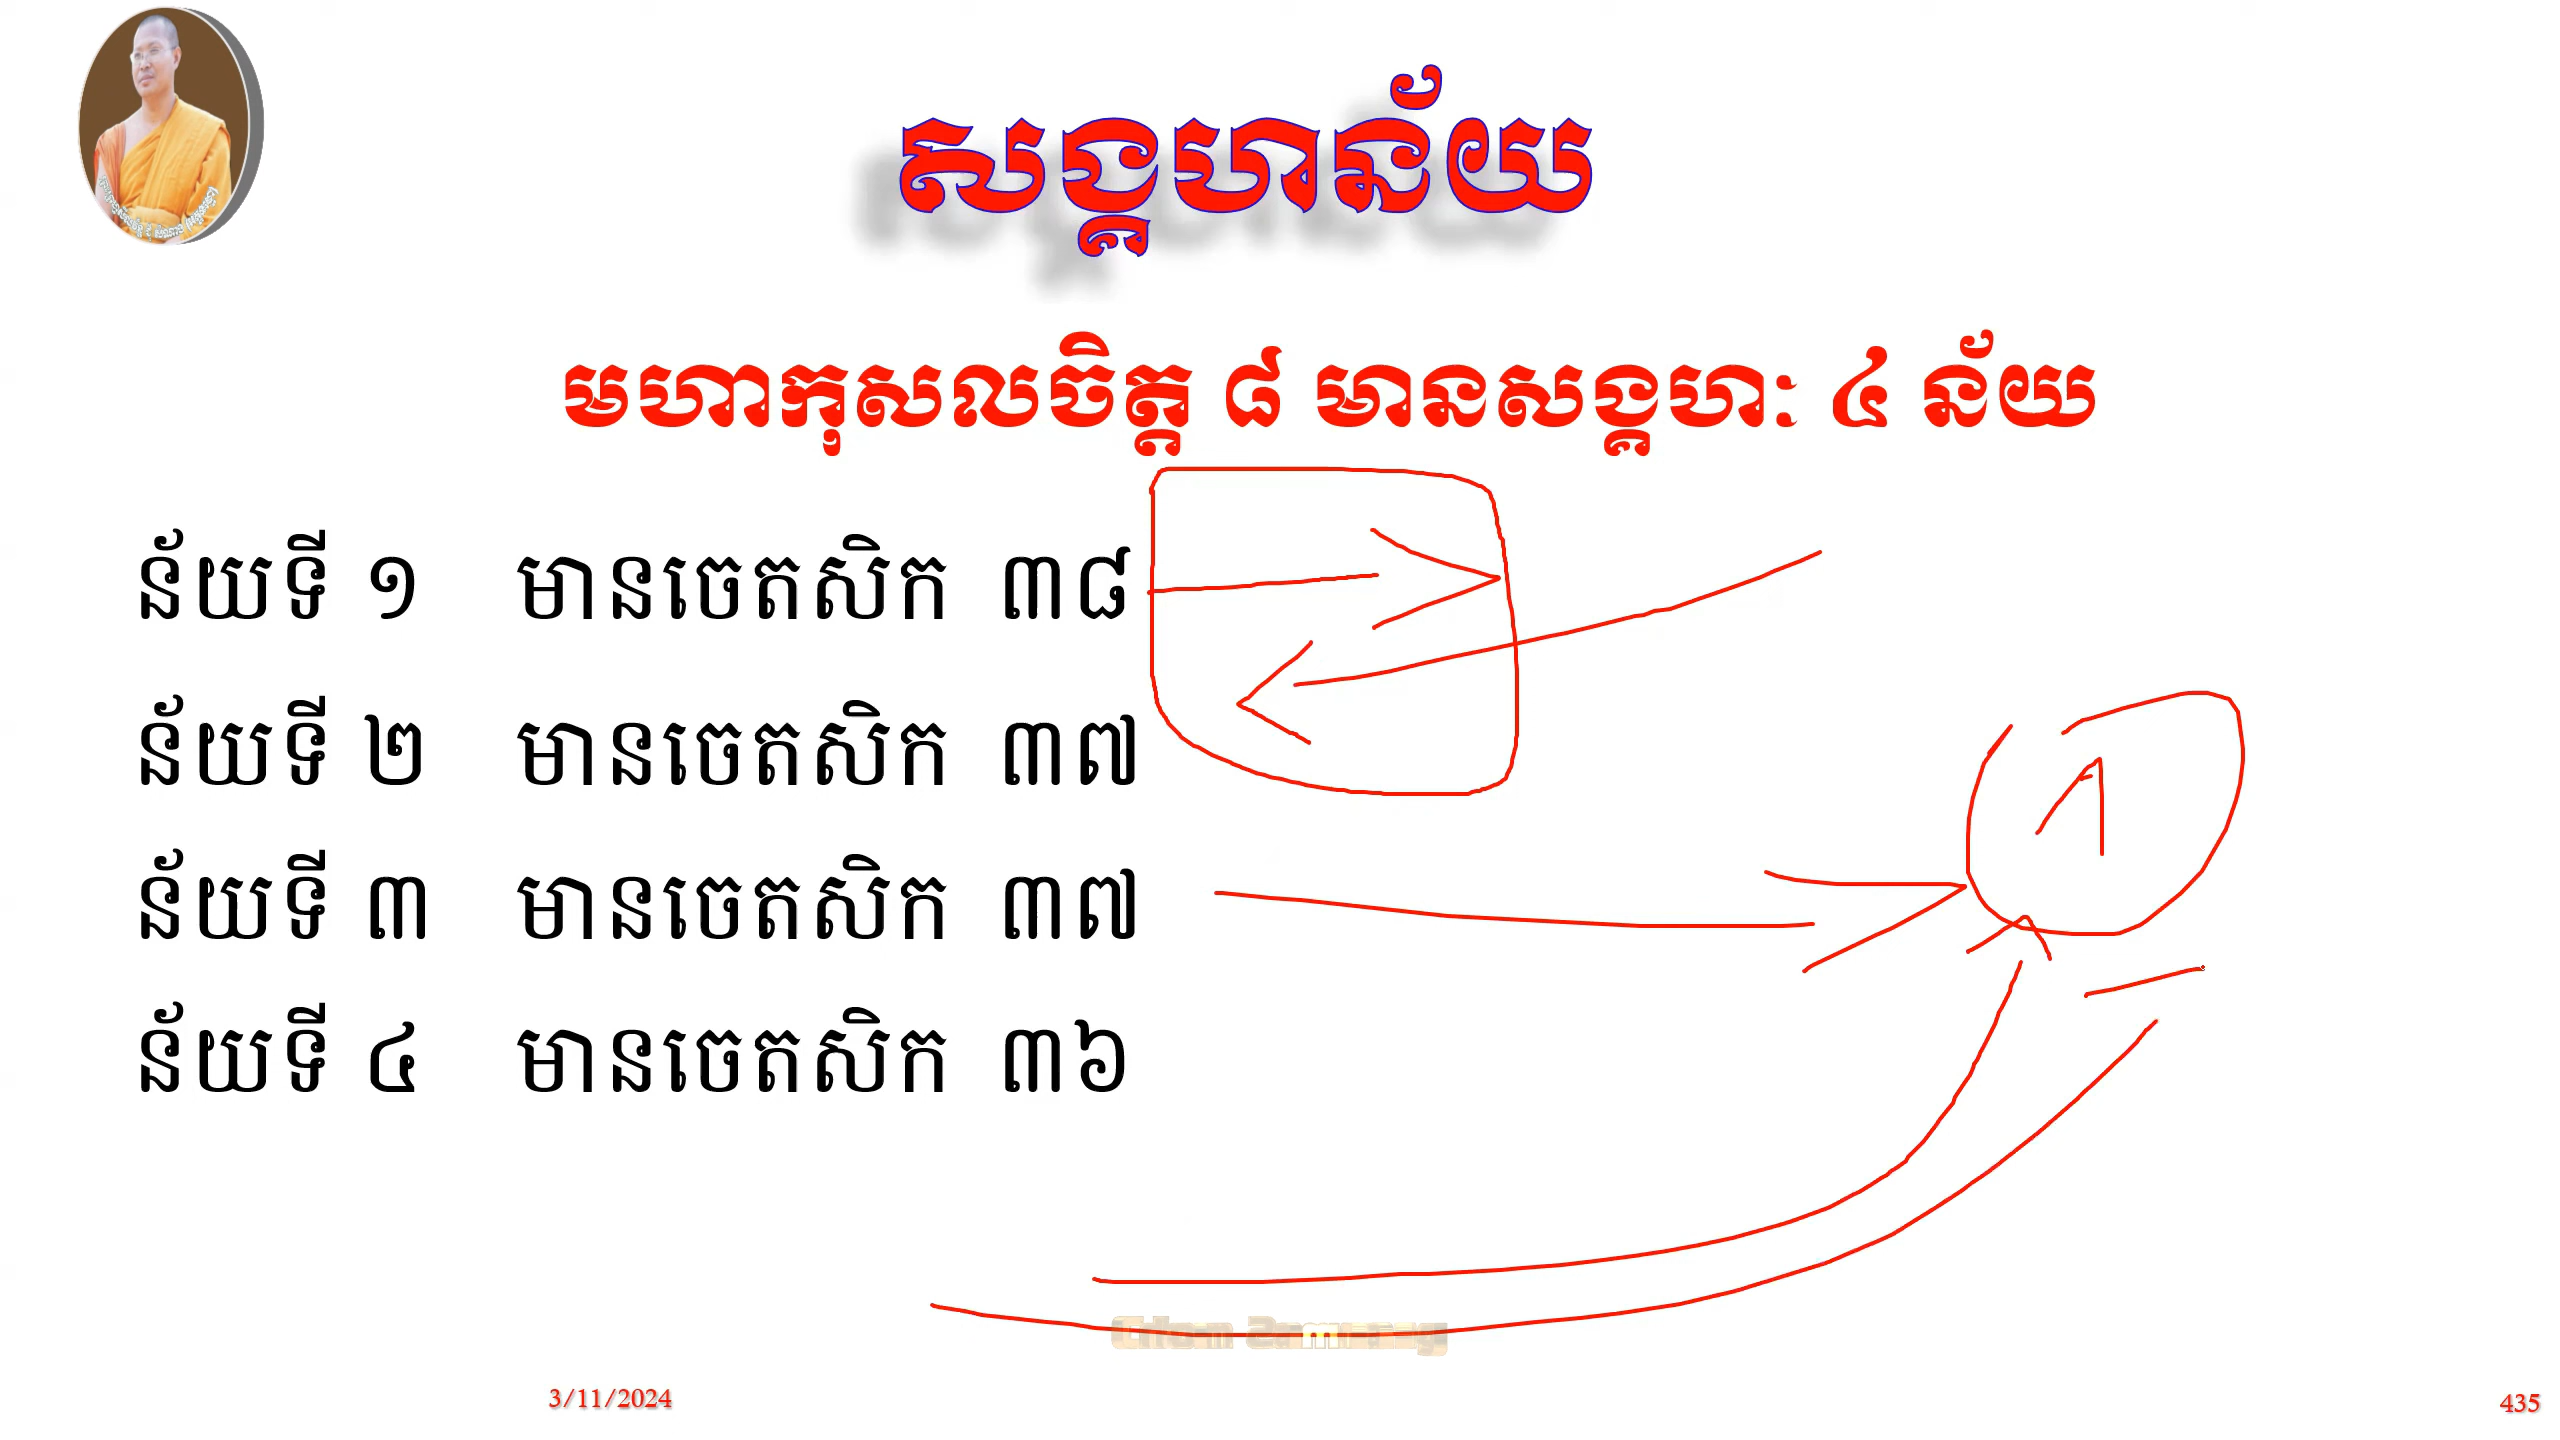 សង្គហន័យ
មហាកុសលចិត្ត ៨ មានសង្គហៈ ៤ ន័យ
ន័យទី ១ មានចេតសិក ៣៨
ន័យទី ២ មានចេតសិក ៣៧
ន័យទី ៣ មានចេតសិក ៣៧
ន័យទី ៤ មានចេតសិក ៣៦
1
3/11/2024
435